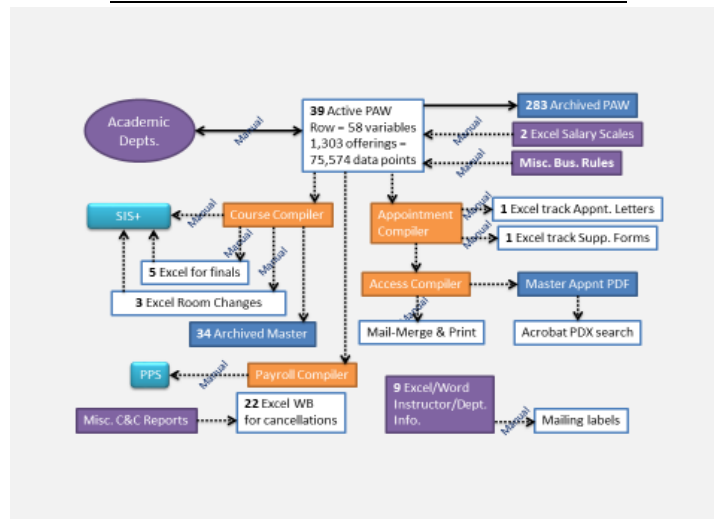 39 Active PAW
Row = 58 variables
1,303 offerings =
75,574 data points
Academic
Depts.
Manual
283 Archived PAW
2 Excel Salary Scales
Manual
Misc. Bus. Rules
Manual
SIS+
Manual
Course Compiler
Appointment
Compiler
Manual
1 Excel track Appnt. Letters
Manual
1 Excel track Supp. Forms
Manual
Manual
5 Excel for finals
3 Excel Room Changes
Access Compiler
Master Appnt PDF
34 Archived Master
Manual
Mail-Merge & Print
Acrobat PDX search
PPS
Manual
Payroll Compiler
Misc. C&C Reports
22 Excel WB
for cancellations
9 Excel/Word
Instructor/Dept.
Info.
Manual
Mailing labels